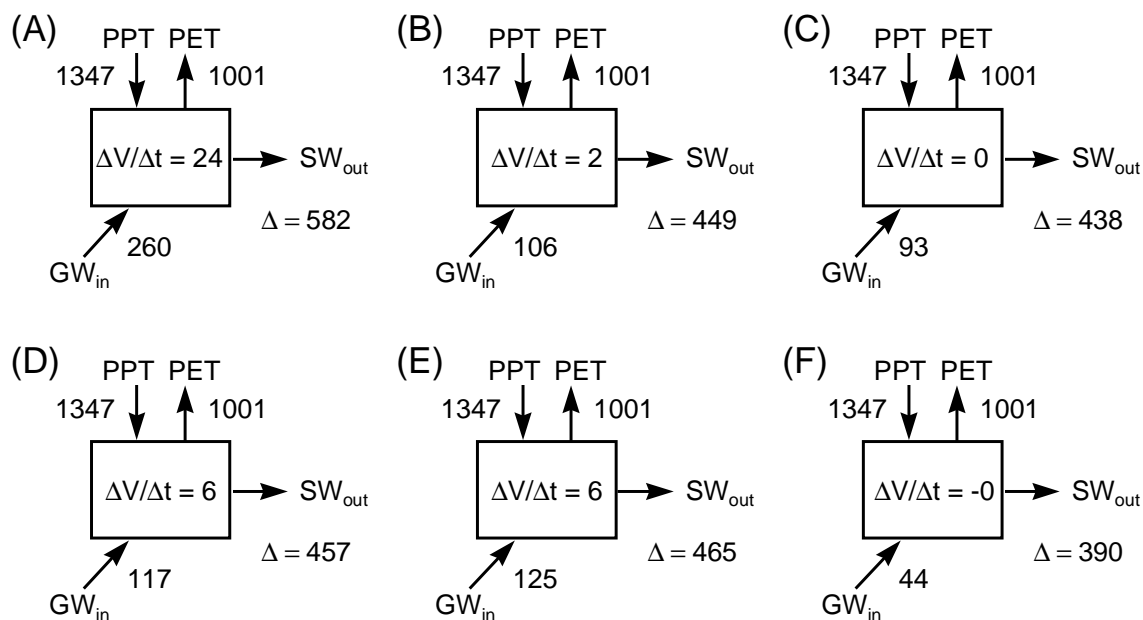 (A) (B) (C)
PPT PET PPT PET PPT PET
1347 1001 1347 1001 1347 1001
ΔV/Δt = 24 SWout ΔV/Δt = 2 SWout ΔV/Δt = 0 SWout
Δ = 582 Δ = 449 Δ = 438
260 106 93
GWin GWin GWin
(D) (E) (F)
PPT PET PPT PET PPT PET
1347 1001 1347 1001 1347 1001
ΔV/Δt = 6 SWout ΔV/Δt = 6 SWout ΔV/Δt = -0 SWout
Δ = 457 Δ = 465 Δ = 390
117 125 44
GWin GWin GWin